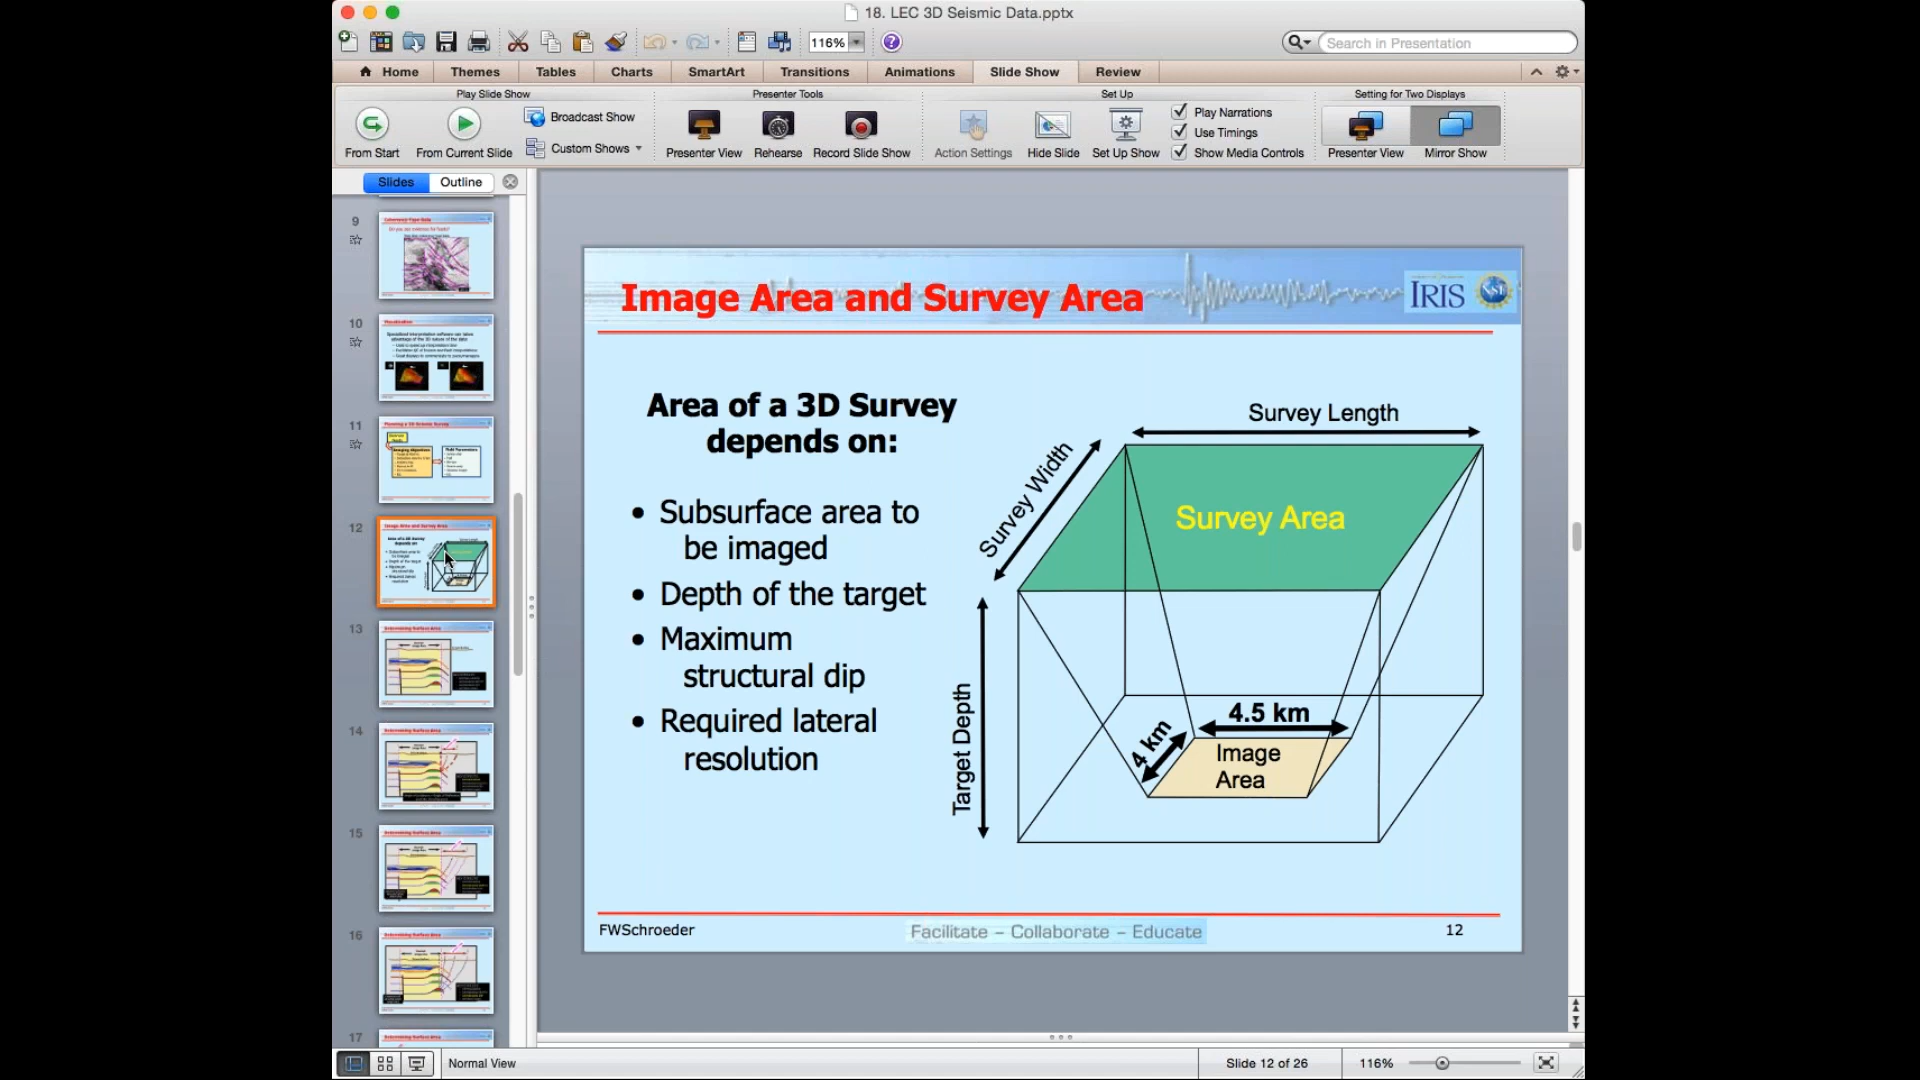 18. LEC 3D Seismic Data.pptx
116%
Search in Presentation
Home
Themes
Tables
Charts
SmartArt
Transitions
Animations
Slide Show
Review
Play Slide Show
Presenter Tools
Set Up
Setting for Two Displays
From Start
From Current Slide
Broadcast Show
Custom Shows
Presenter View
Rehearse
Record Slide Show
Action Settings
Hide Slide
Set Up Show
Play Narrations
Use Timings
Show Media Controls
Presenter View
Mirror Show
Slides
Outline
9
10
11
12
13
14
15
16
17
Image Area and Survey Area
IRIS
NSF
Area of a 3D Survey
depends on:
• Subsurface area to
be imaged
• Depth of the target
• Maximum
structural dip
• Required lateral
resolution
Survey Length
Survey Width
Survey Area
Target Depth
4.5 km
4 km
Image
Area
FWSchroeder
Facilitate – Collaborate – Educate
12
Normal View
Slide 12 of 26
116%